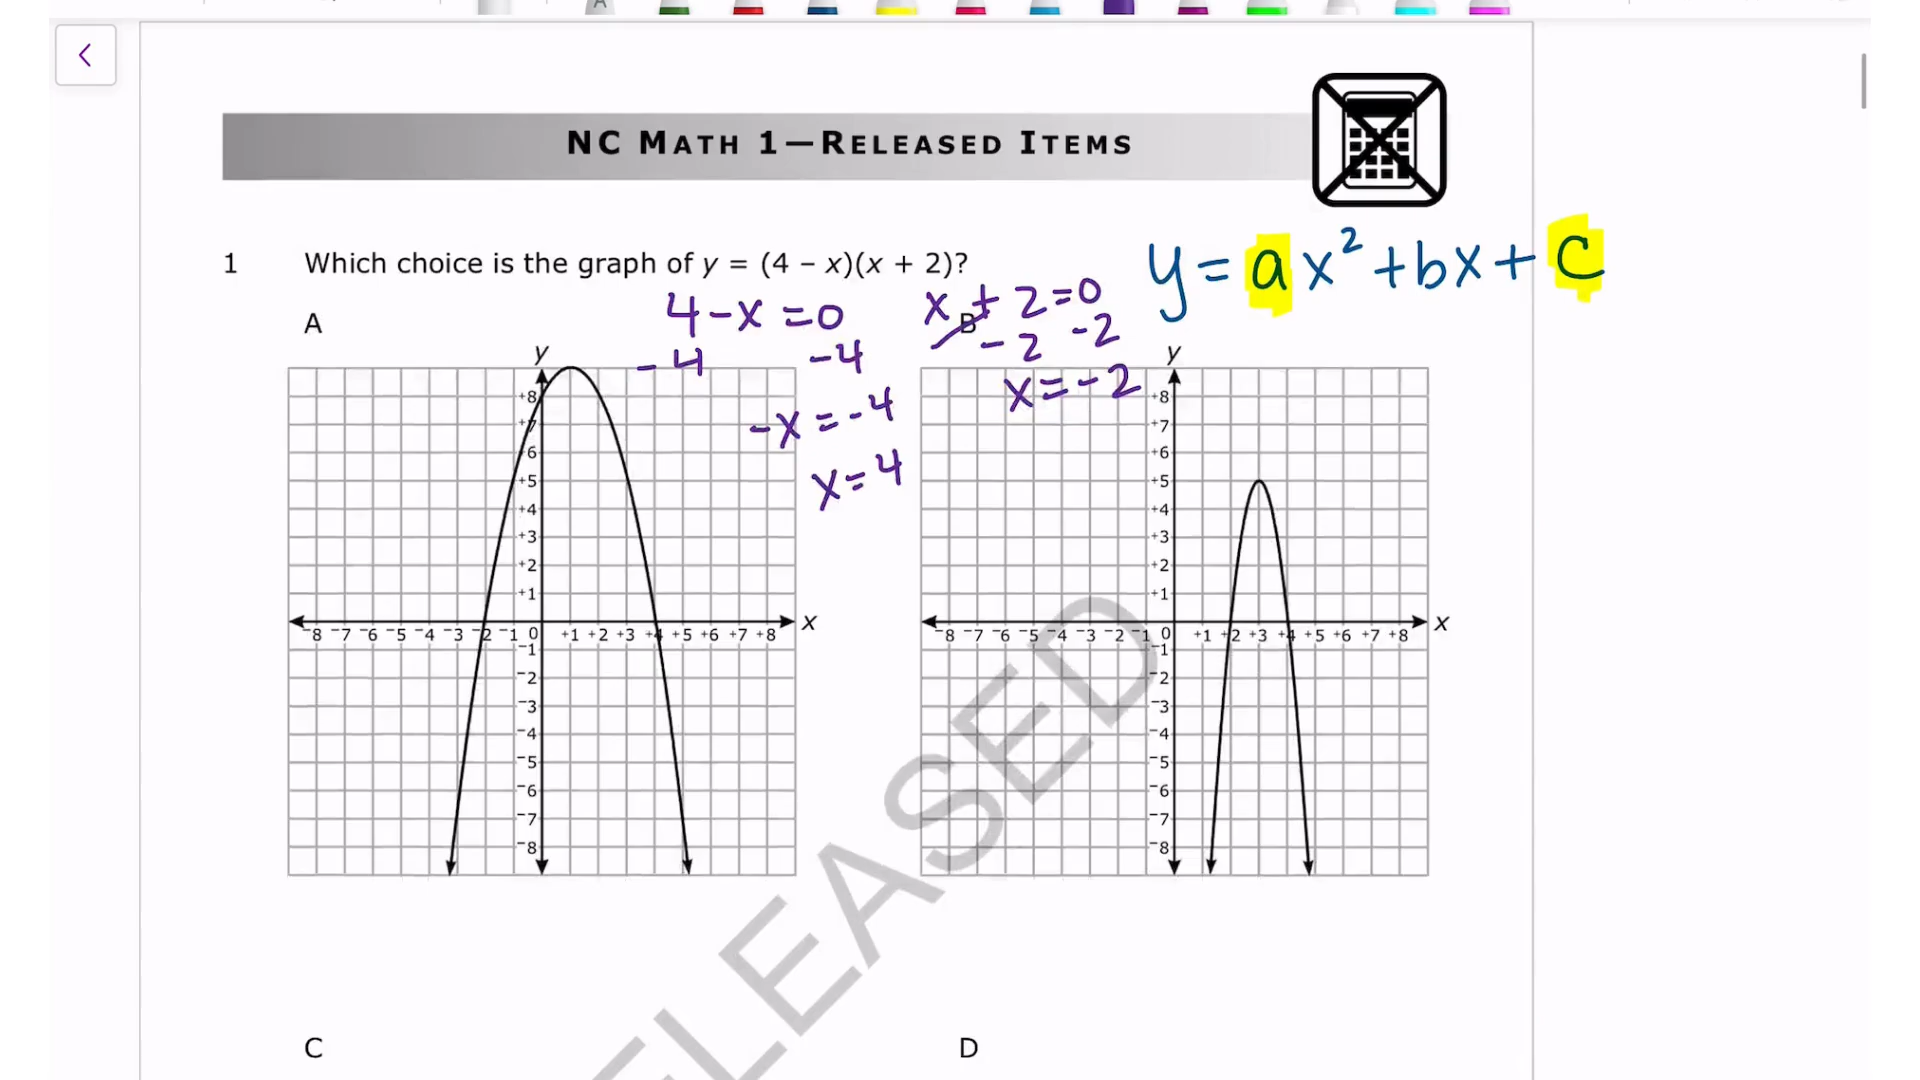 NC MATH 1—RELEASED ITEMS
1 Which choice is the graph of y = (4 – x)(x + 2)?
y = ax² + bx + c
4 - x = 0
- 4 - 4
- x = - 4
x = 4
x + 2 = 0
- 2 - 2
x = - 2
A
y
+8
+7
+6
+5
+4
+3
+2
+1
-8 -7 -6 -5 -4 -3 -2 -1 0 +1 +2 +3 +4 +5 +6 +7 +8 x
-1
-2
-3
-4
-5
-6
-7
-8
B
y
+8
+7
+6
+5
+4
+3
+2
+1
-8 -7 -6 -5 -4 -3 -2 -1 0 +1 +2 +3 +4 +5 +6 +7 +8 x
-1
-2
-3
-4
-5
-6
-7
-8
ELEASED
C D